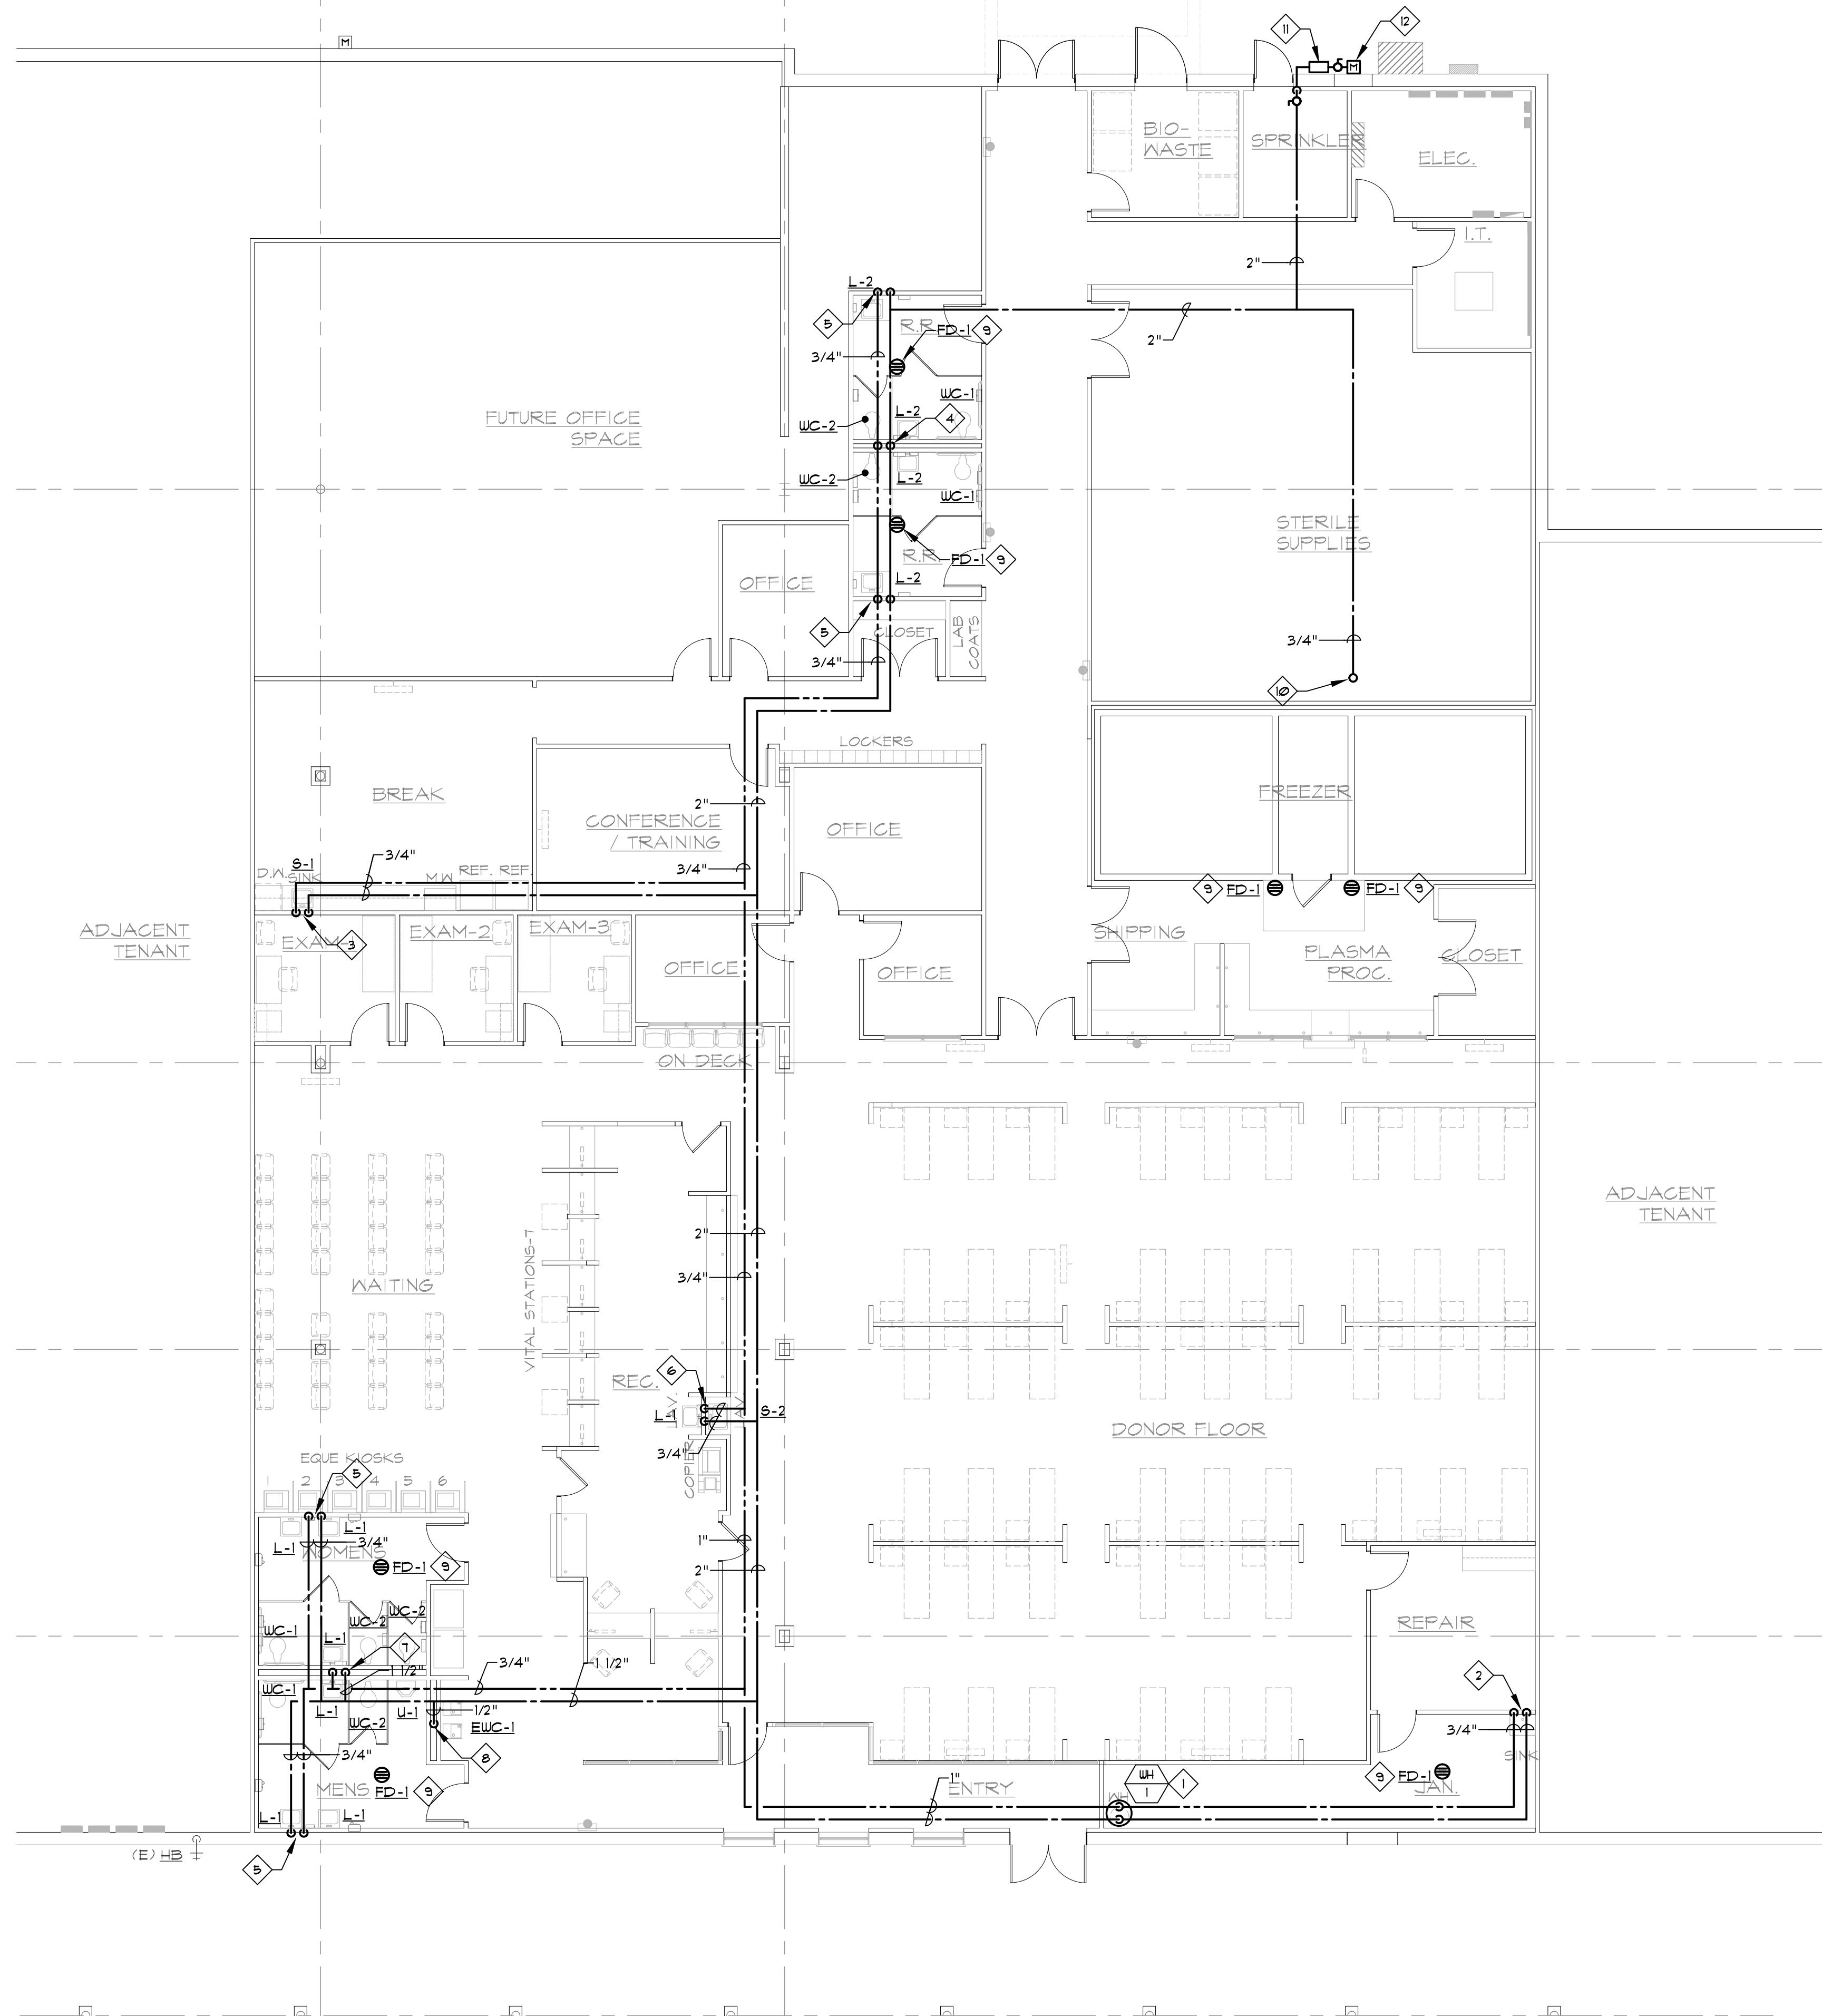 11
12
M
M
BIO-
WASTE
SPRINKLER
ELEC.
2"
I.T.
L-2
5
R.R.
FD-1
9
3/4"
2"
WC-1
FUTURE OFFICE
SPACE
L-2
4
WC-2
WC-2
L-2
WC-1
STERILE
SUPPLIES
R.R.
FD-1
9
OFFICE
L-2
5
CLOSET
LAB
COATS
3/4"
3/4"
10
LOCKERS
BREAK
2"
CONFERENCE
/ TRAINING
OFFICE
FREEZER
3/4"
3/4"
S-1
D.W.
SINK
M.W.
REF.
REF.
9
FD-1
FD-1
9
ADJACENT
TENANT
EXAM-1
3
EXAM-2
EXAM-3
OFFICE
OFFICE
SHIPPING
PLASMA
PROC.
CLOSET
ON DECK
ADJACENT
TENANT
VITAL STATIONS-7
2"
3/4"
WAITING
REC.
6
L-1
LAV.
S-2
3/4"
COPIER
DONOR FLOOR
EQUE KIOSKS
5
1
2
3
4
5
6
L-1
L-1
3/4"
WOMENS
FD-1
9
1"
2"
WC-1
WC-2
WC-2
L-1
7
REPAIR
1 1/2"
3/4"
1 1/2"
2
WC-1
L-1
WC-2
U-1
1/2"
EWC-1
8
3/4"
3/4"
SINK
MENS
FD-1
9
9
FD-1
JAN.
L-1
L-1
1"
ENTRY
WH
1
1
WH
5
(E) HB